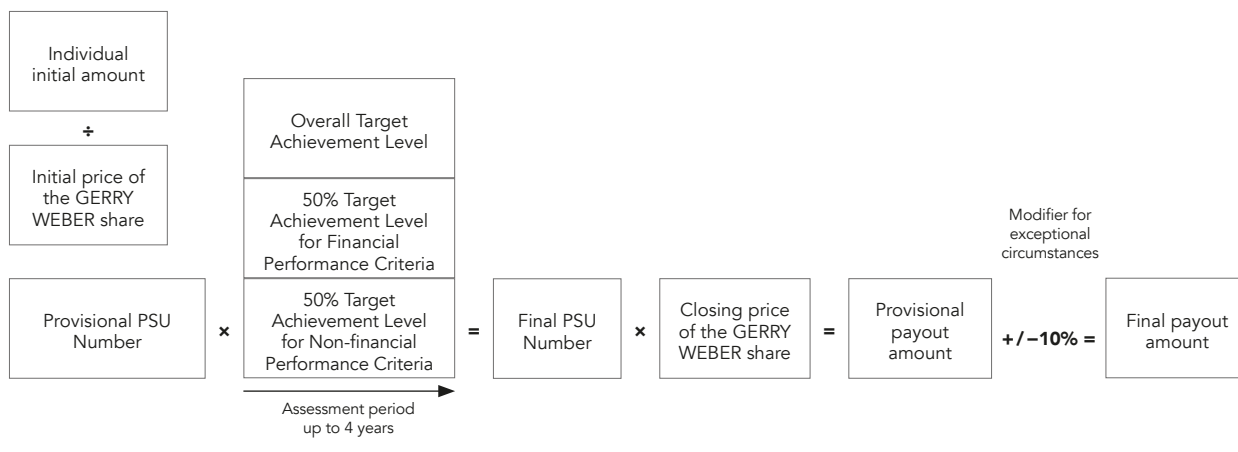 Individual
initial amount
÷
Initial price of
the GERRY
WEBER share
Provisional PSU
Number
×
Overall Target
Achievement Level
50% Target
Achievement Level
for Financial
Performance Criteria
50% Target
Achievement Level
for Non-financial
Performance Criteria
Assessment period
up to 4 years
=
Final PSU
Number
×
Closing price
of the GERRY
WEBER share
=
Provisional
payout
amount
Modifier for
exceptional
circumstances
+/−10% =
Final payout
amount